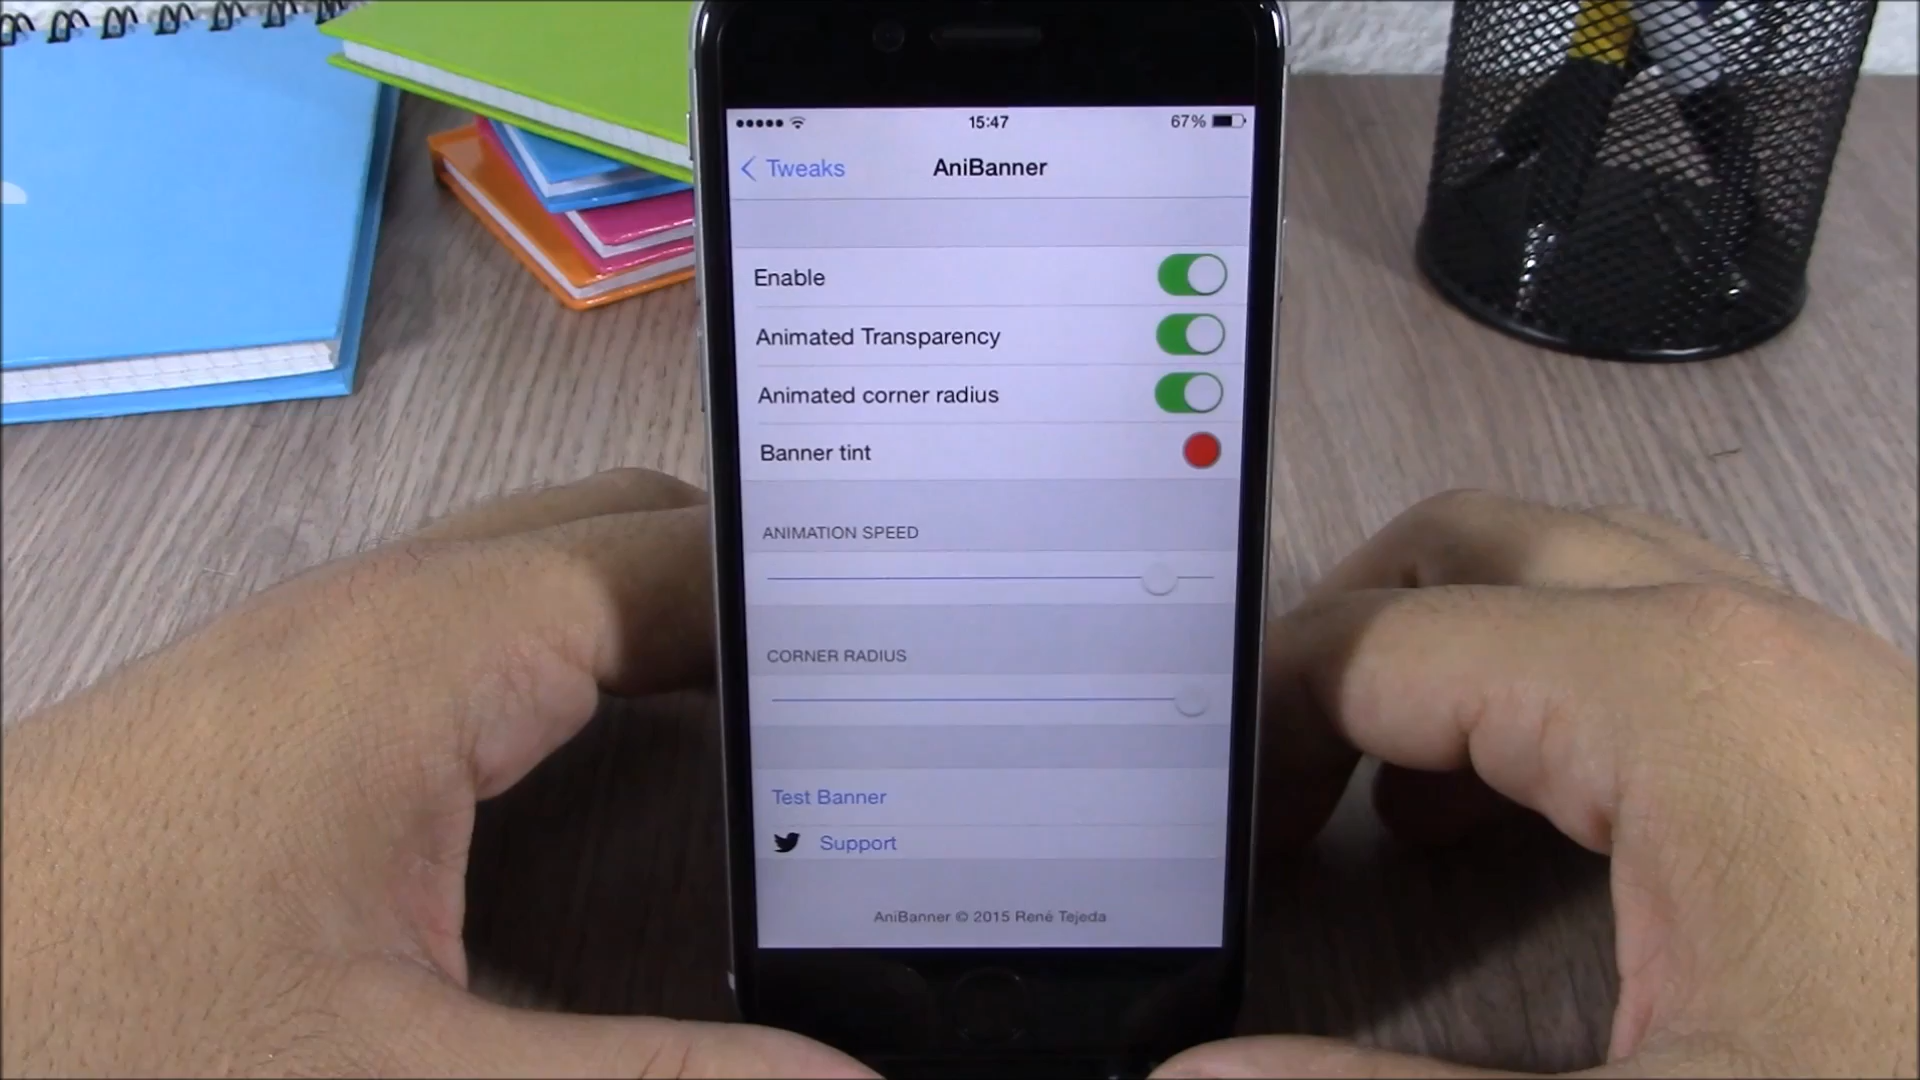 15:47 67%
Tweaks AniBanner
Enable
Animated Transparency
Animated corner radius
Banner tint
ANIMATION SPEED
CORNER RADIUS
Test Banner
Support
AniBanner © 2015 René Tejeda